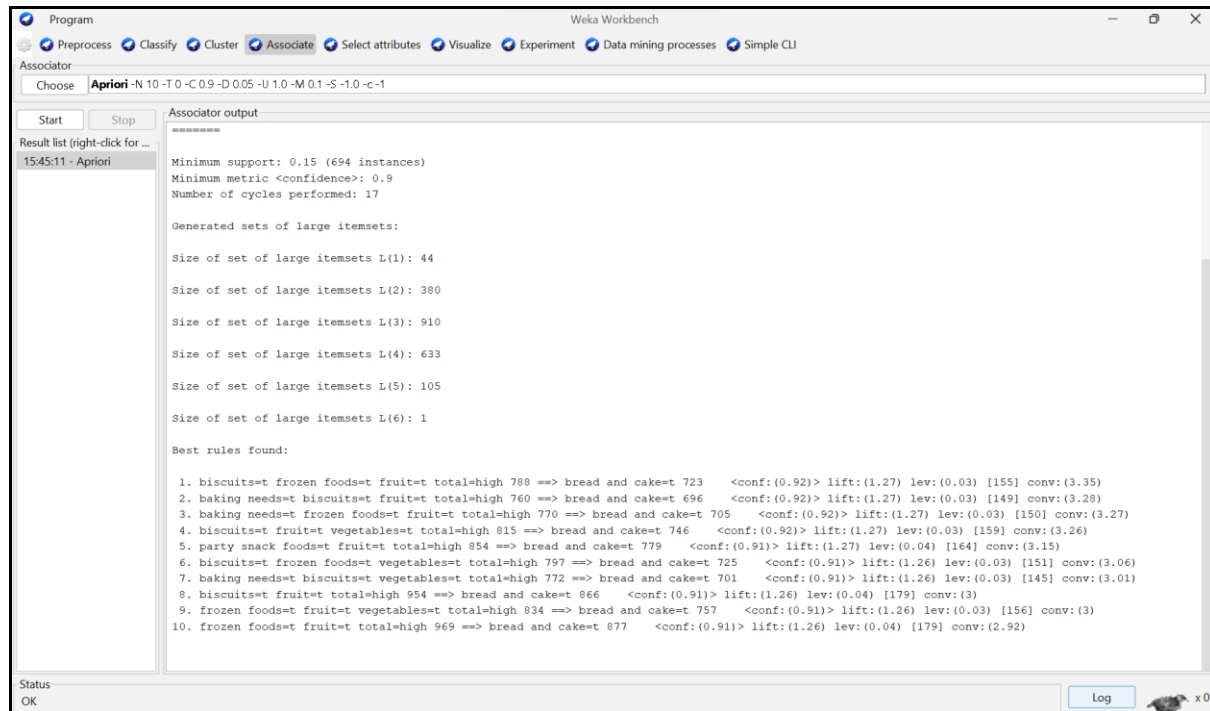 Program Weka Workbench
Preprocess Classify Cluster Associate Select attributes Visualize Experiment Data mining processes Simple CLI
Associator
Choose Apriori -N 10 -T 0 -C 0.9 -D 0.05 -U 1.0 -M 0.1 -S -1.0 -c -1
Start Stop
Result list (right-click for ...
15:45:11 - Apriori
Associator output
=======
Minimum support: 0.15 (694 instances)
Minimum metric <confidence>: 0.9
Number of cycles performed: 17
Generated sets of large itemsets:
Size of set of large itemsets L(1): 44
Size of set of large itemsets L(2): 380
Size of set of large itemsets L(3): 910
Size of set of large itemsets L(4): 633
Size of set of large itemsets L(5): 105
Size of set of large itemsets L(6): 1
Best rules found:
1. biscuits=t frozen foods=t fruit=t total=high 788 ==> bread and cake=t 723 <conf:(0.92)> lift:(1.27) lev:(0.03) [155] conv:(3.35)
2. baking needs=t biscuits=t fruit=t total=high 760 ==> bread and cake=t 696 <conf:(0.92)> lift:(1.27) lev:(0.03) [149] conv:(3.28)
3. baking needs=t frozen foods=t fruit=t total=high 770 ==> bread and cake=t 705 <conf:(0.92)> lift:(1.27) lev:(0.03) [150] conv:(3.27)
4. biscuits=t fruit=t vegetables=t total=high 815 ==> bread and cake=t 746 <conf:(0.92)> lift:(1.27) lev:(0.03) [159] conv:(3.26)
5. party snack foods=t fruit=t total=high 854 ==> bread and cake=t 779 <conf:(0.91)> lift:(1.27) lev:(0.04) [164] conv:(3.15)
6. biscuits=t frozen foods=t vegetables=t total=high 797 ==> bread and cake=t 725 <conf:(0.91)> lift:(1.26) lev:(0.03) [151] conv:(3.06)
7. baking needs=t biscuits=t vegetables=t total=high 772 ==> bread and cake=t 701 <conf:(0.91)> lift:(1.26) lev:(0.03) [145] conv:(3.01)
8. biscuits=t fruit=t total=high 954 ==> bread and cake=t 866 <conf:(0.91)> lift:(1.26) lev:(0.04) [179] conv:(3)
9. frozen foods=t fruit=t vegetables=t total=high 834 ==> bread and cake=t 757 <conf:(0.91)> lift:(1.26) lev:(0.03) [156] conv:(3)
10. frozen foods=t fruit=t total=high 969 ==> bread and cake=t 877 <conf:(0.91)> lift:(1.26) lev:(0.04) [179] conv:(2.92)
Status
OK
Log x 0